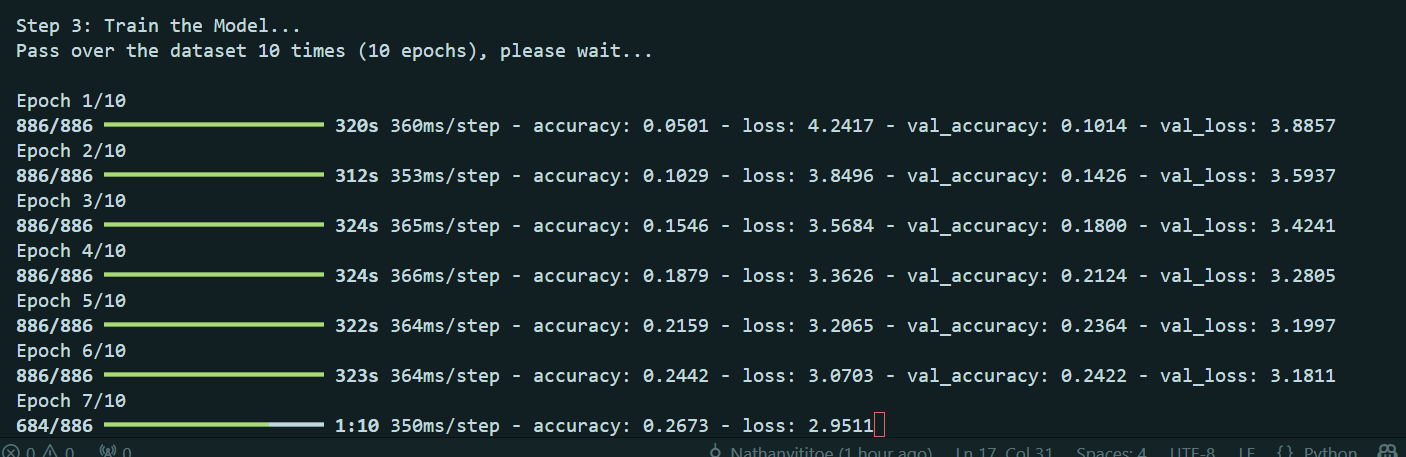 Step 3: Train the Model...
Pass over the dataset 10 times (10 epochs), please wait...
Epoch 1/10
886/886 320s 360ms/step - accuracy: 0.0501 - loss: 4.2417 - val_accuracy: 0.1014 - val_loss: 3.8857
Epoch 2/10
886/886 312s 353ms/step - accuracy: 0.1029 - loss: 3.8496 - val_accuracy: 0.1426 - val_loss: 3.5937
Epoch 3/10
886/886 324s 365ms/step - accuracy: 0.1546 - loss: 3.5684 - val_accuracy: 0.1800 - val_loss: 3.4241
Epoch 4/10
886/886 324s 366ms/step - accuracy: 0.1879 - loss: 3.3626 - val_accuracy: 0.2124 - val_loss: 3.2805
Epoch 5/10
886/886 322s 364ms/step - accuracy: 0.2159 - loss: 3.2065 - val_accuracy: 0.2364 - val_loss: 3.1997
Epoch 6/10
886/886 323s 364ms/step - accuracy: 0.2442 - loss: 3.0703 - val_accuracy: 0.2422 - val_loss: 3.1811
Epoch 7/10
684/886 1:10 350ms/step - accuracy: 0.2673 - loss: 2.9511
0 0 0 Nathanyititoe (1 hour ago) Ln 17, Col 31 Spaces: 4 UTF-8 LF {} Python